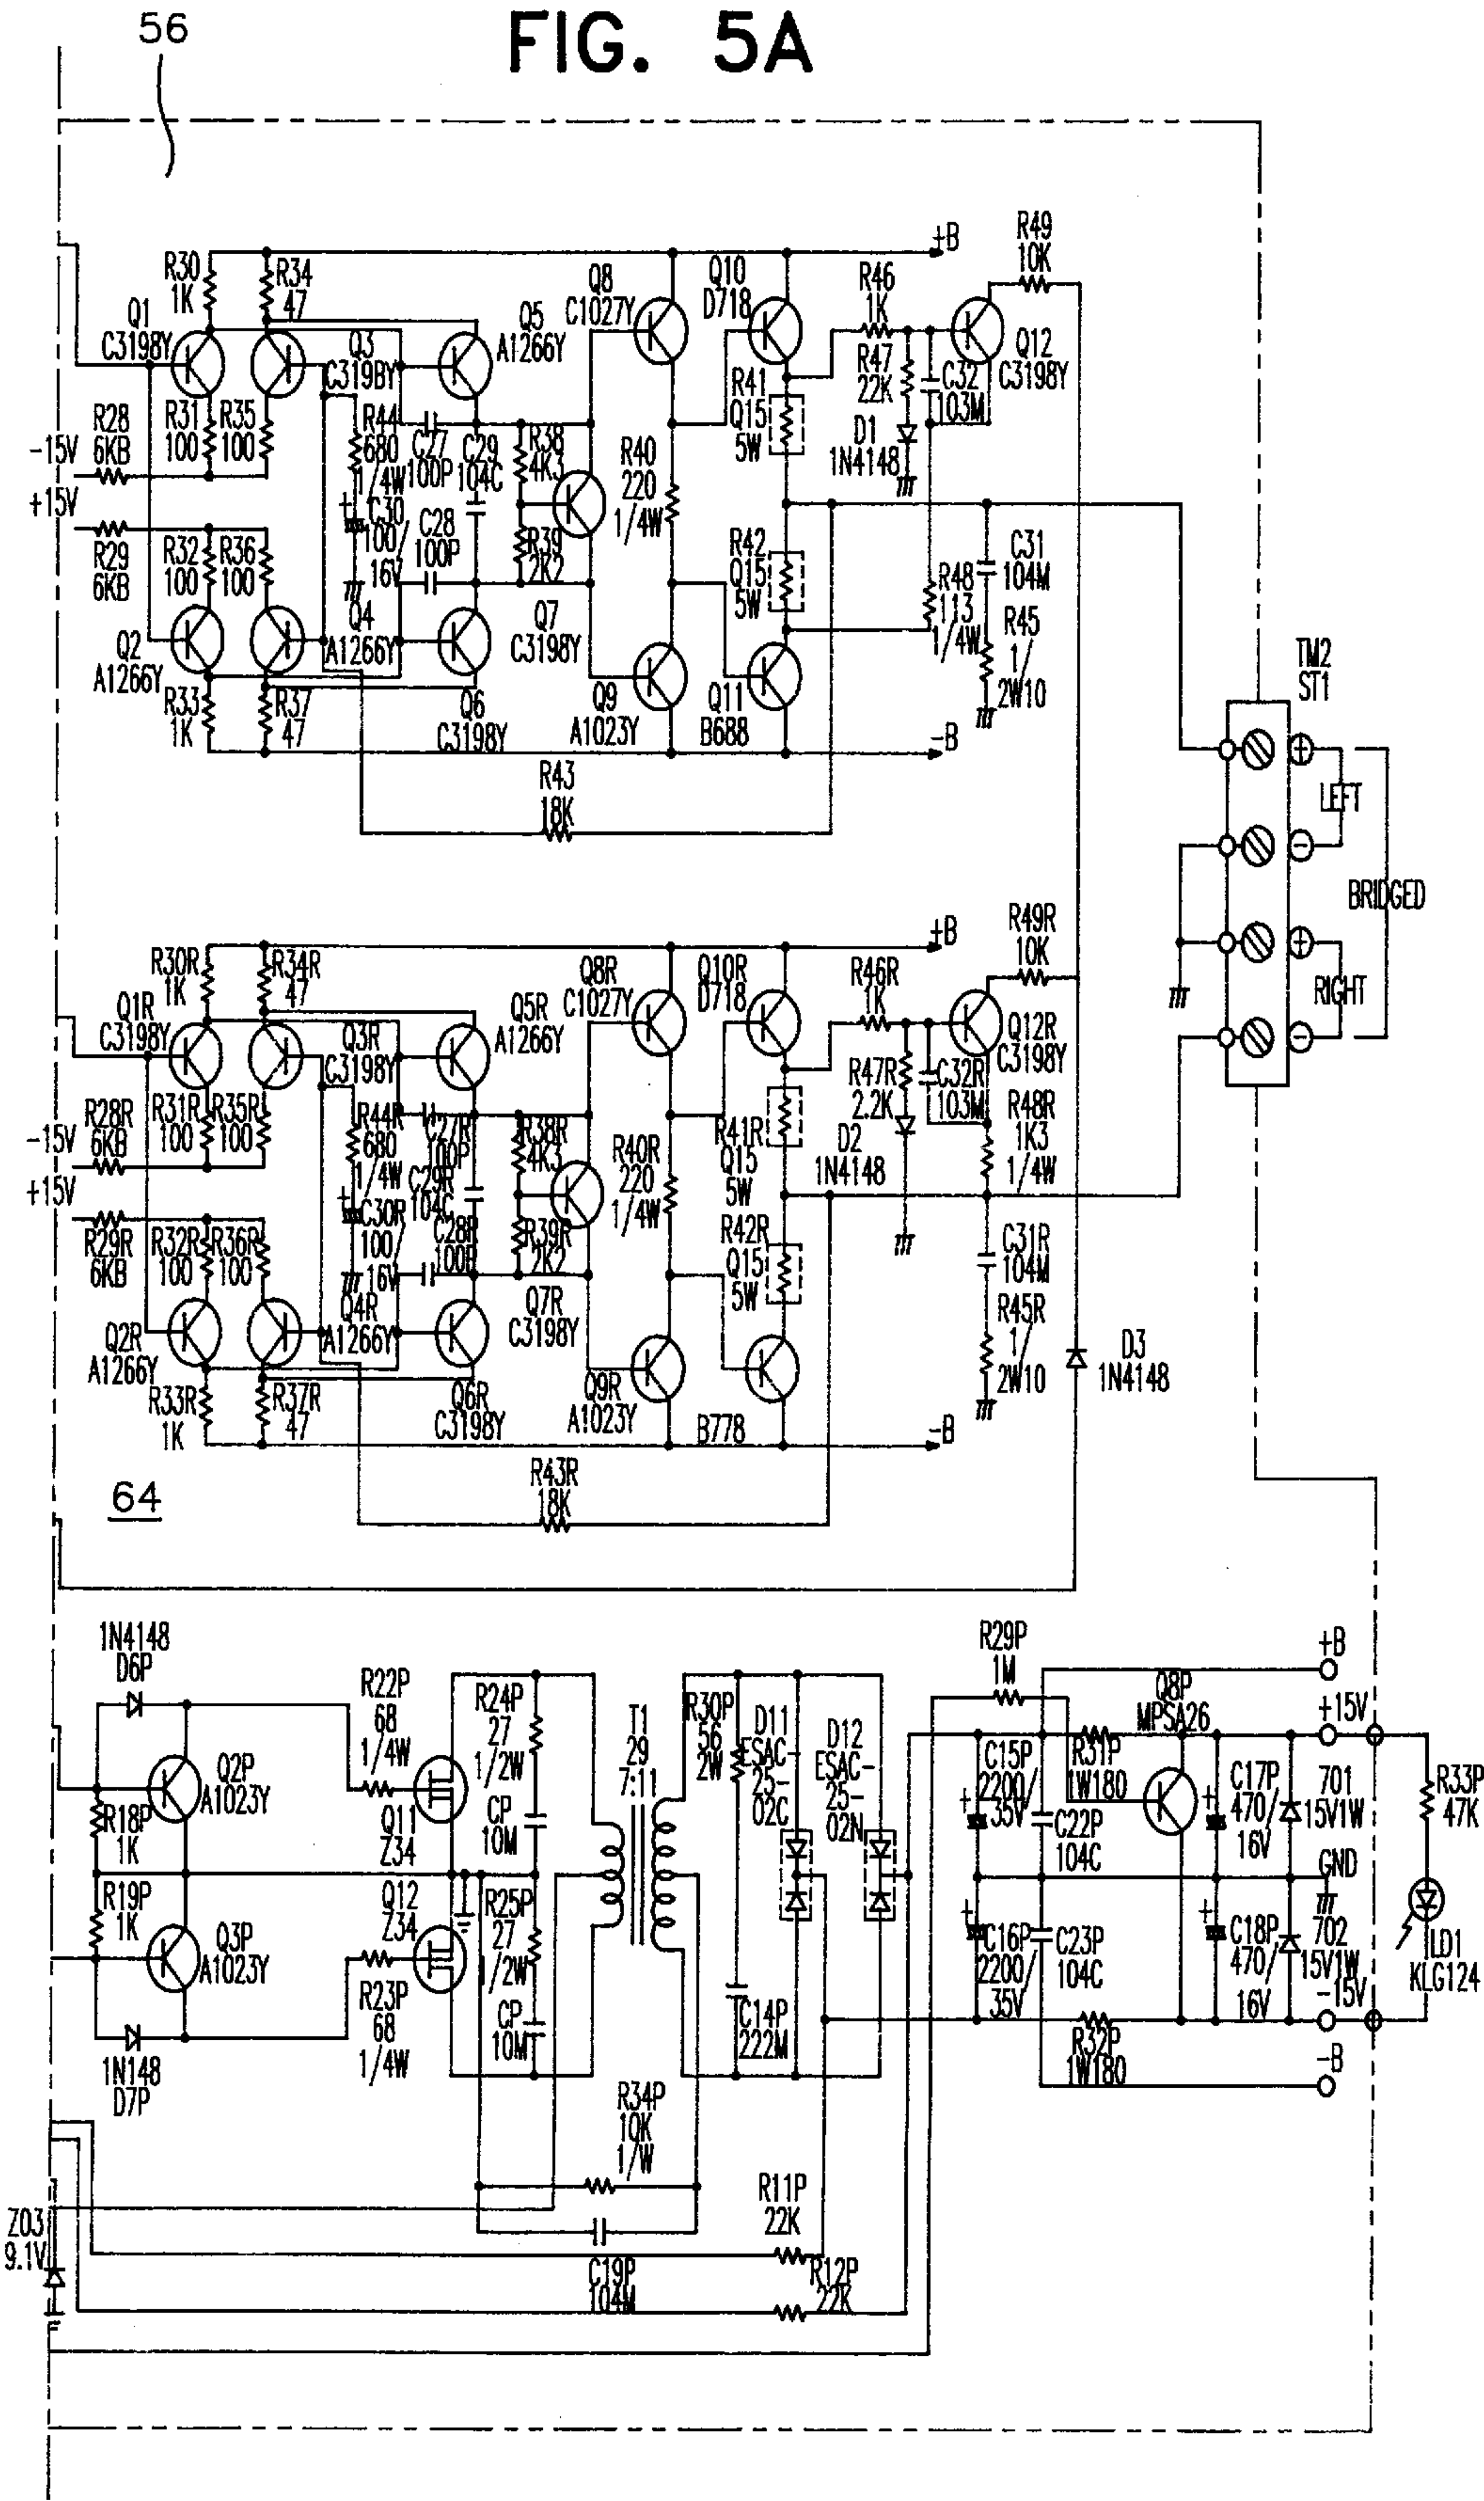 FIG. 5A
56
R30
1K
R34
47
Q1
C3198Y
Q3
C319BY
Q5
A1266Y
Q8
C1027Y
Q10
D718
+B
R46
1K
R49
10K
Q12
C3198Y
R47
22K
C32
103M
R41
Q15
5W
D1
1N4148
R28
6KB
R31
100
R35
100
-15V
+15V
R44
680
1/4W
C27
100P
C29
104C
R38
4K3
R40
220
1/4W
R29
6KB
R32
100
R36
100
C30
100/
16V
C28
100P
R39
2K2
R42
Q15
5W
C31
104M
R48
113
1/4W
R45
1/
2W10
Q2
A1266Y
Q4
A1266Y
Q7
C3198Y
R33
1K
R37
47
Q6
C3198Y
Q9
A1023Y
Q11
B688
-B
R43
18K
TM2
ST1
LEFT
BRIDGED
RIGHT
R30R
1K
R34R
47
Q1R
C3198Y
Q3R
C3198Y
Q5R
A1266Y
Q8R
C1027Y
Q10R
D718
+B
R46R
1K
R49R
10K
Q12R
C3198Y
R47R
2.2K
C32R
103M
R48R
1K3
1/4W
R28R
6KB
R31R
100
R35R
100
-15V
+15V
R44R
680
1/4W
C27R
100P
C29R
104C
R38R
4K3
R40R
220
1/4W
R41R
Q15
5W
D2
1N4148
R29R
6KB
R32R
100
R36R
100
C30R
100/
16V
C28R
100P
R39R
2K2
R42R
Q15
5W
C31R
104M
R45R
1/
2W10
Q2R
A1266Y
Q4R
A1266Y
Q7R
C3198Y
R33R
1K
R37R
47
Q6R
C3198Y
Q9R
A1023Y
B778
-B
D3
1N4148
R43R
18K
64
1N4148
D6P
R22P
68
1/4W
R24P
27
1/2W
T1
29
7:11
R30P
56
2W
D11
ESAC-
25-
02C
D12
ESAC-
25-
02N
R29P
1M
Q8P
MPSA26
+B
+15V
Q2P
A1023Y
R18P
1K
Q11
Z34
CP
10M
C15P
2200/
35V
R31P
1W180
C22P
104C
C17P
470/
16V
701
15V1W
R33P
47K
GND
R19P
1K
Q3P
A1023Y
Q12
Z34
R25P
27
1/2W
CP
10M
C16P
2200/
35V
C23P
104C
C18P
470/
16V
702
15V1W
-15V
LD1
KLG124
R23P
68
1/4W
1N148
D7P
C14P
222M
R32P
1W180
-B
R34P
10K
1/W
R11P
22K
Z03
9.1V
C19P
104M
R12P
22K